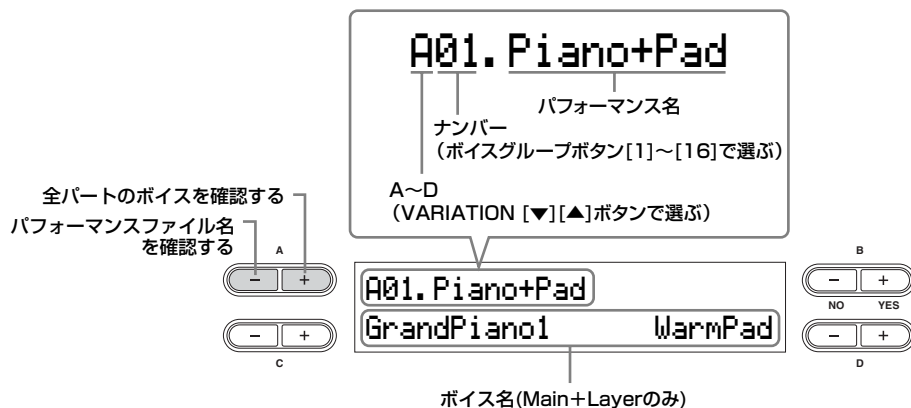 A01.Piano+Pad
パフォーマンス名
ナンバー
（ボイスグループボタン[1]～[16]で選ぶ）
A～D
（VARIATION [▼][▲]ボタンで選ぶ）
全パートのボイスを確認する
パフォーマンスファイル名
を確認する
A
- +
B
- +
NO YES
A01.Piano+Pad
GrandPiano1 WarmPad
- +
C
- +
D
ボイス名(Main＋Layerのみ)